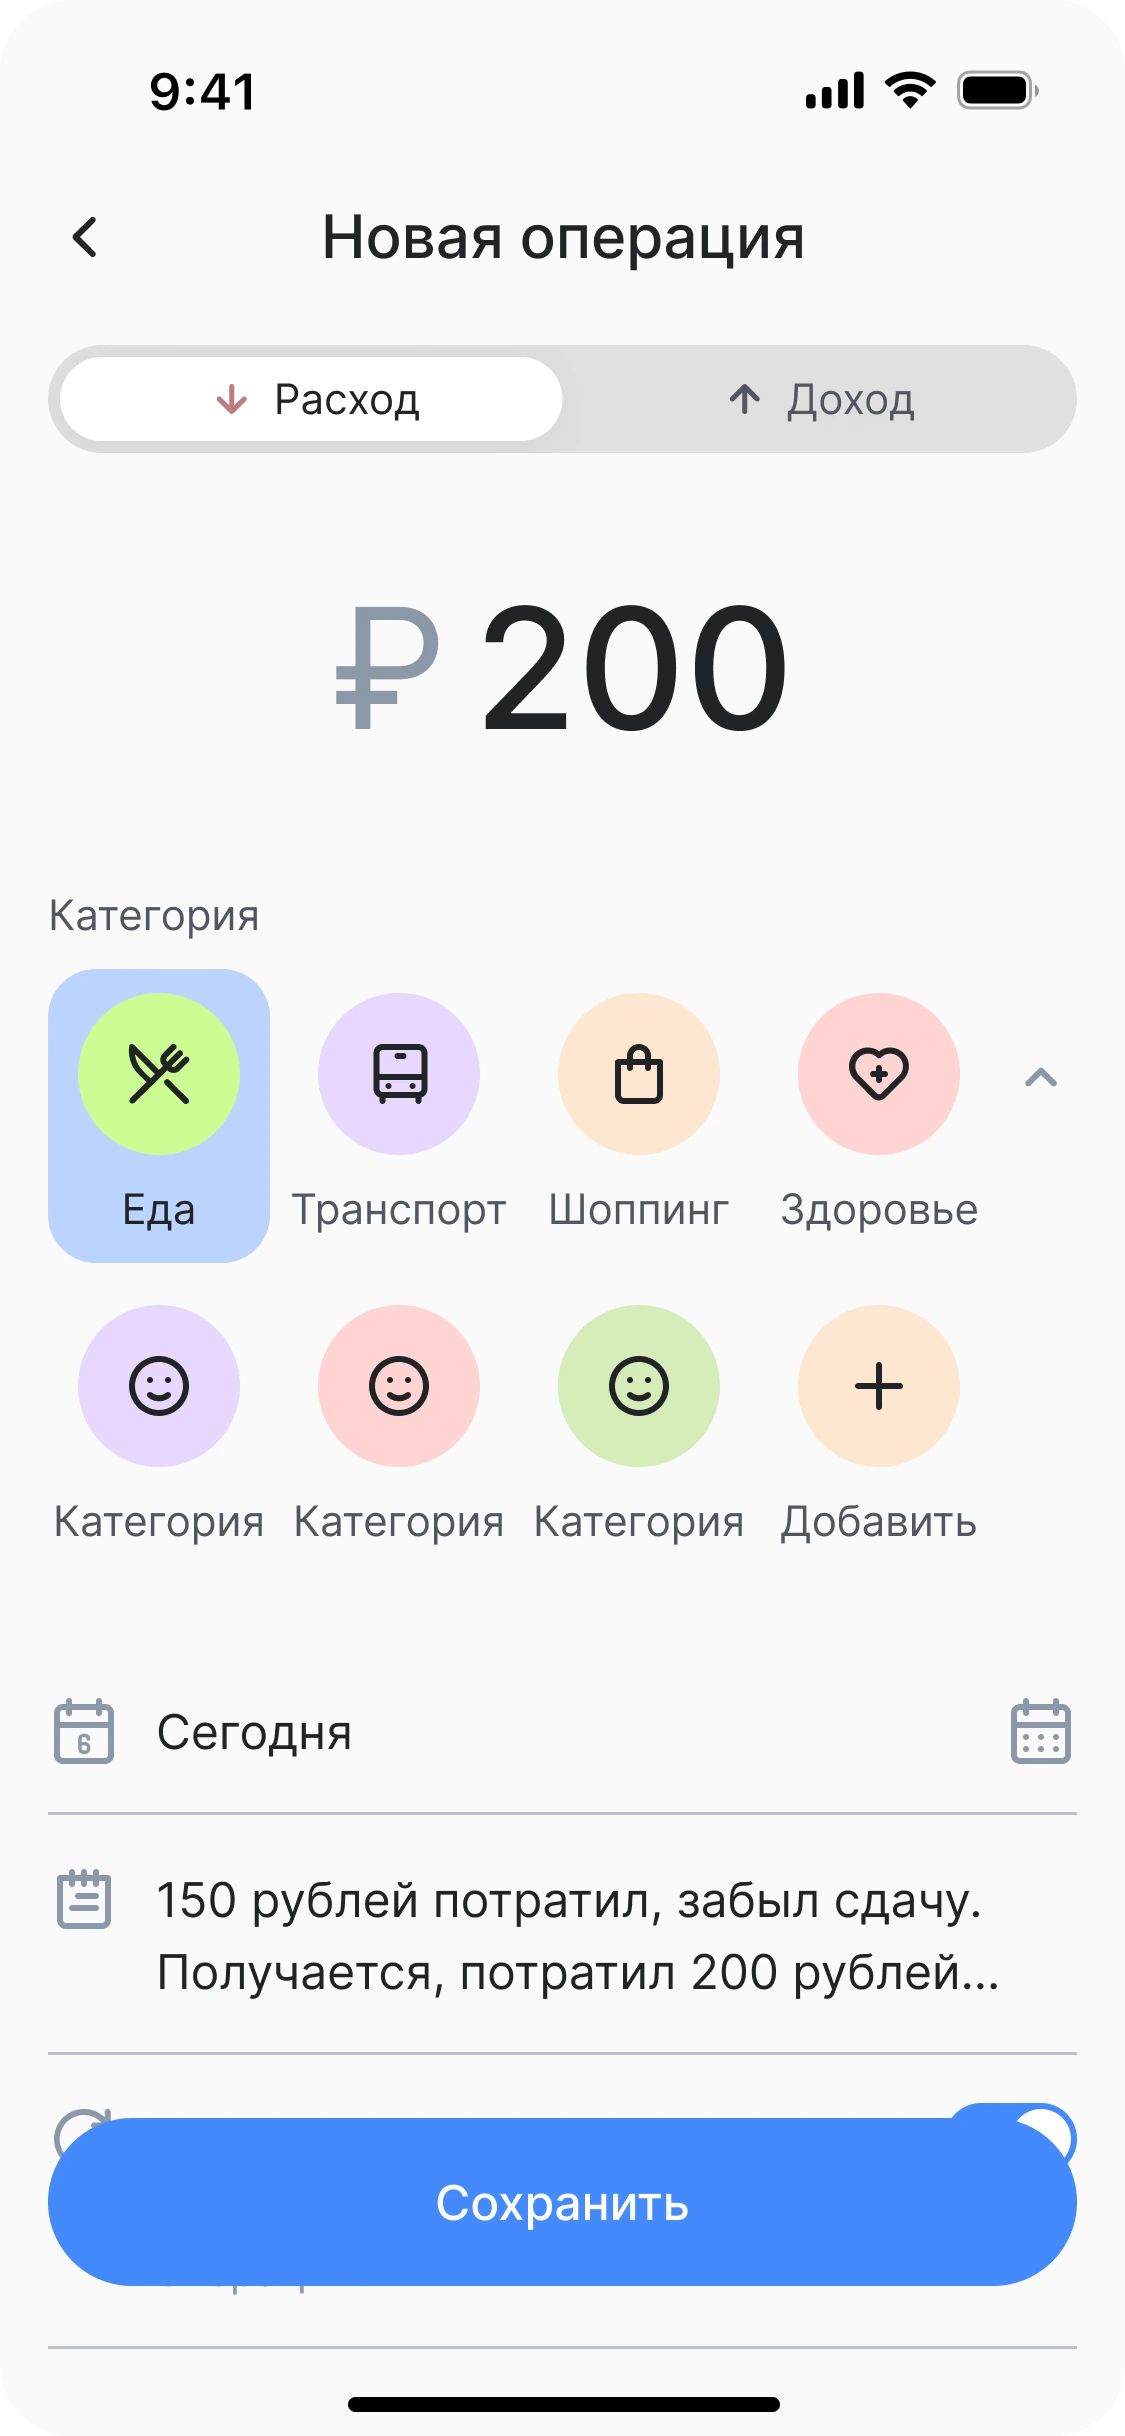 9:41
Новая операция
Расход
Доход
₽ 200
Категория
Еда
Транспорт
Шоппинг
Здоровье
Категория
Категория
Категория
Добавить
6
Сегодня
150 рублей потратил, забыл сдачу.
Получается, потратил 200 рублей...
Сохранить